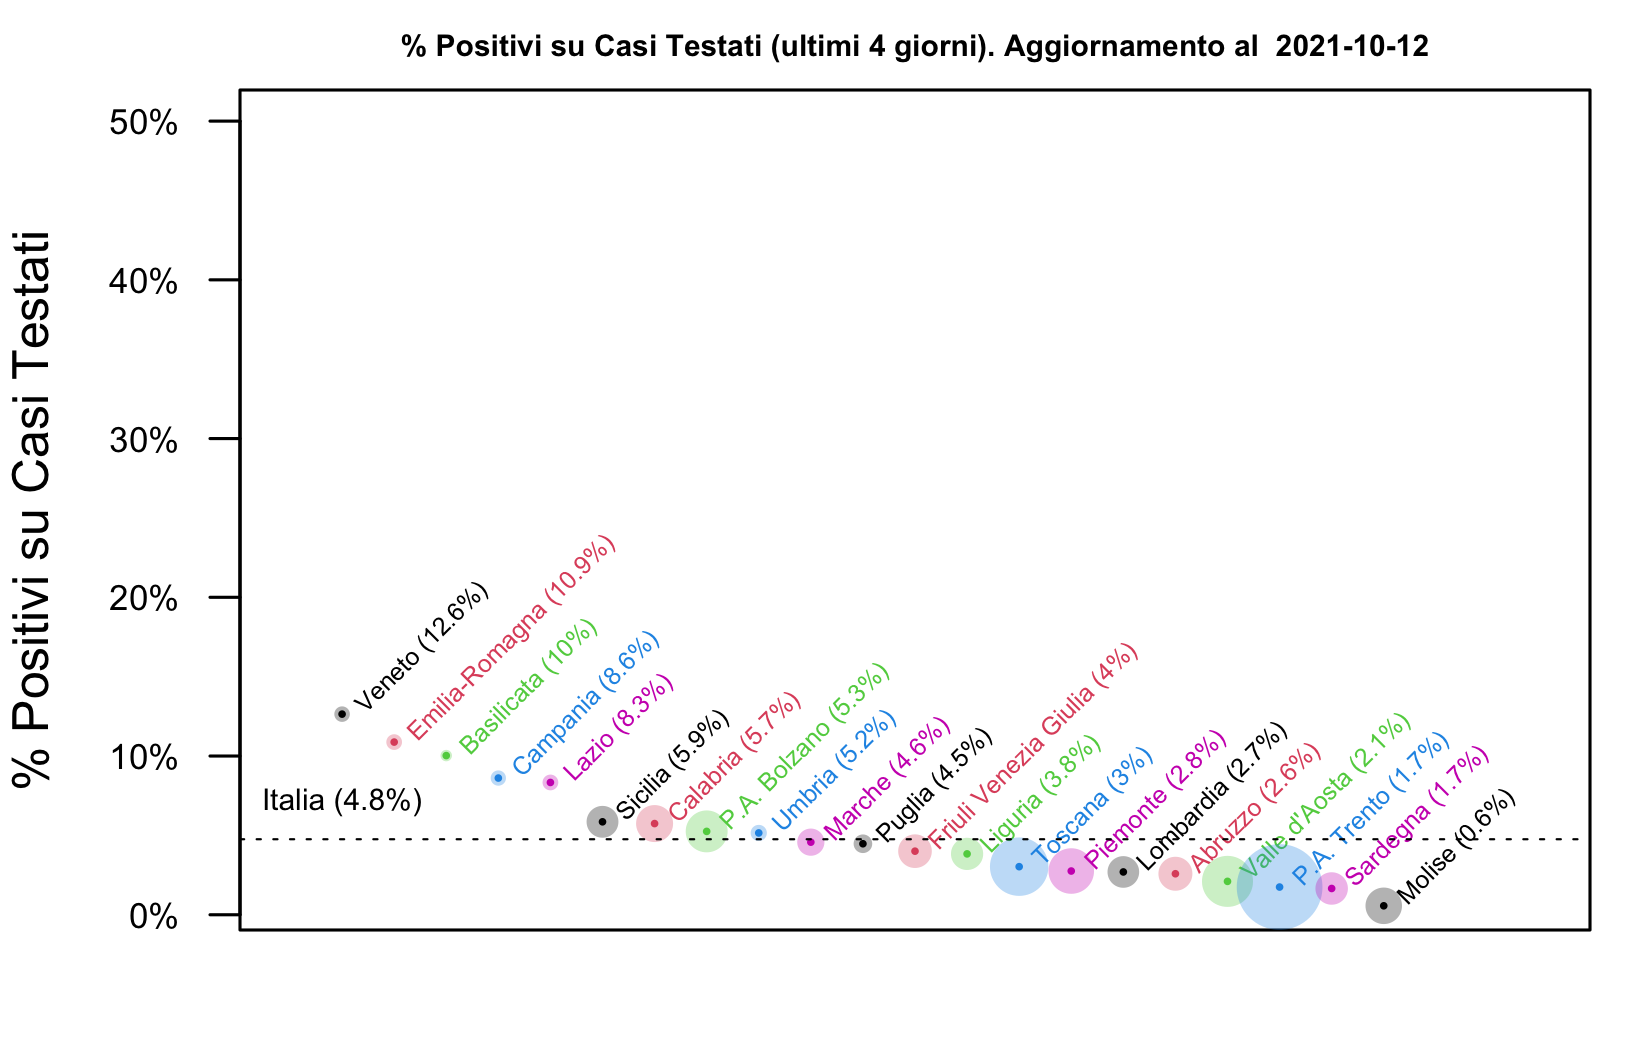 % Positivi su Casi Testati (ultimi 4 giorni). Aggiornamento al  2021-10-12
% Positivi su Casi Testati
50%
40%
30%
20%
10%
0%
Italia (4.8%)
Veneto (12.6%)
Emilia-Romagna (10.9%)
Basilicata (10%)
Campania (8.6%)
Lazio (8.3%)
Sicilia (5.9%)
Calabria (5.7%)
P.A. Bolzano (5.3%)
Umbria (5.2%)
Marche (4.6%)
Puglia (4.5%)
Friuli Venezia Giulia (4%)
Liguria (3.8%)
Toscana (3%)
Piemonte (2.8%)
Lombardia (2.7%)
Abruzzo (2.6%)
Valle d'Aosta (2.1%)
P.A. Trento (1.7%)
Sardegna (1.7%)
Molise (0.6%)